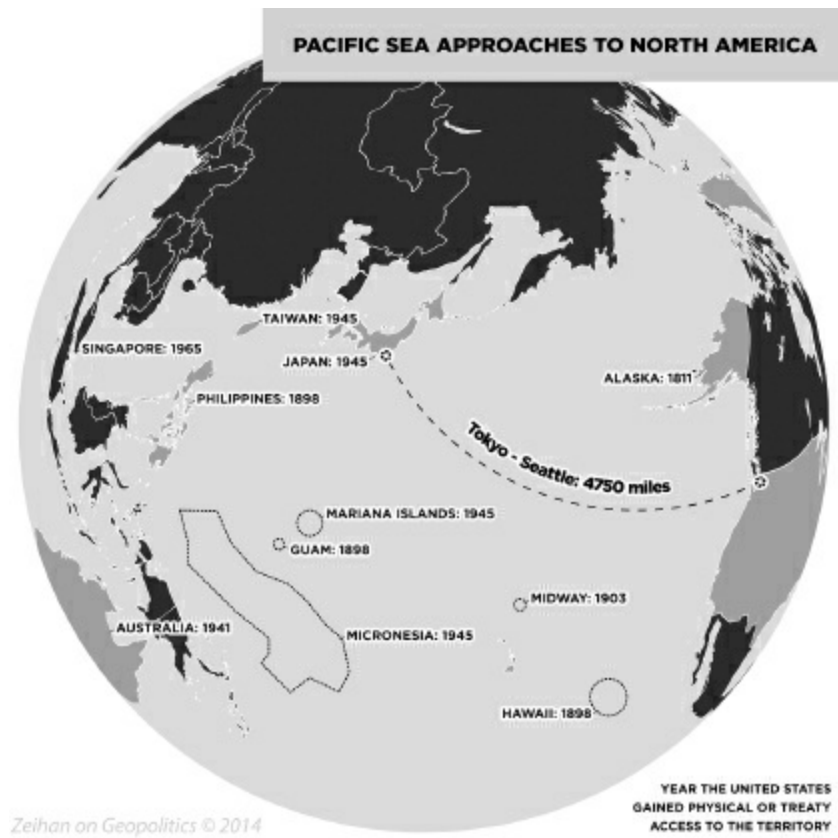 PACIFIC SEA APPROACHES TO NORTH AMERICA
TAIWAN: 1945
SINGAPORE: 1965
JAPAN: 1945
ALASKA: 1811
PHILIPPINES: 1898
Tokyo - Seattle: 4750 miles
MARIANA ISLANDS: 1945
GUAM: 1898
MIDWAY: 1903
AUSTRALIA: 1941
MICRONESIA: 1945
HAWAII: 1898
YEAR THE UNITED STATES
GAINED PHYSICAL OR TREATY
ACCESS TO THE TERRITORY
Zeihan on Geopolitics © 2014